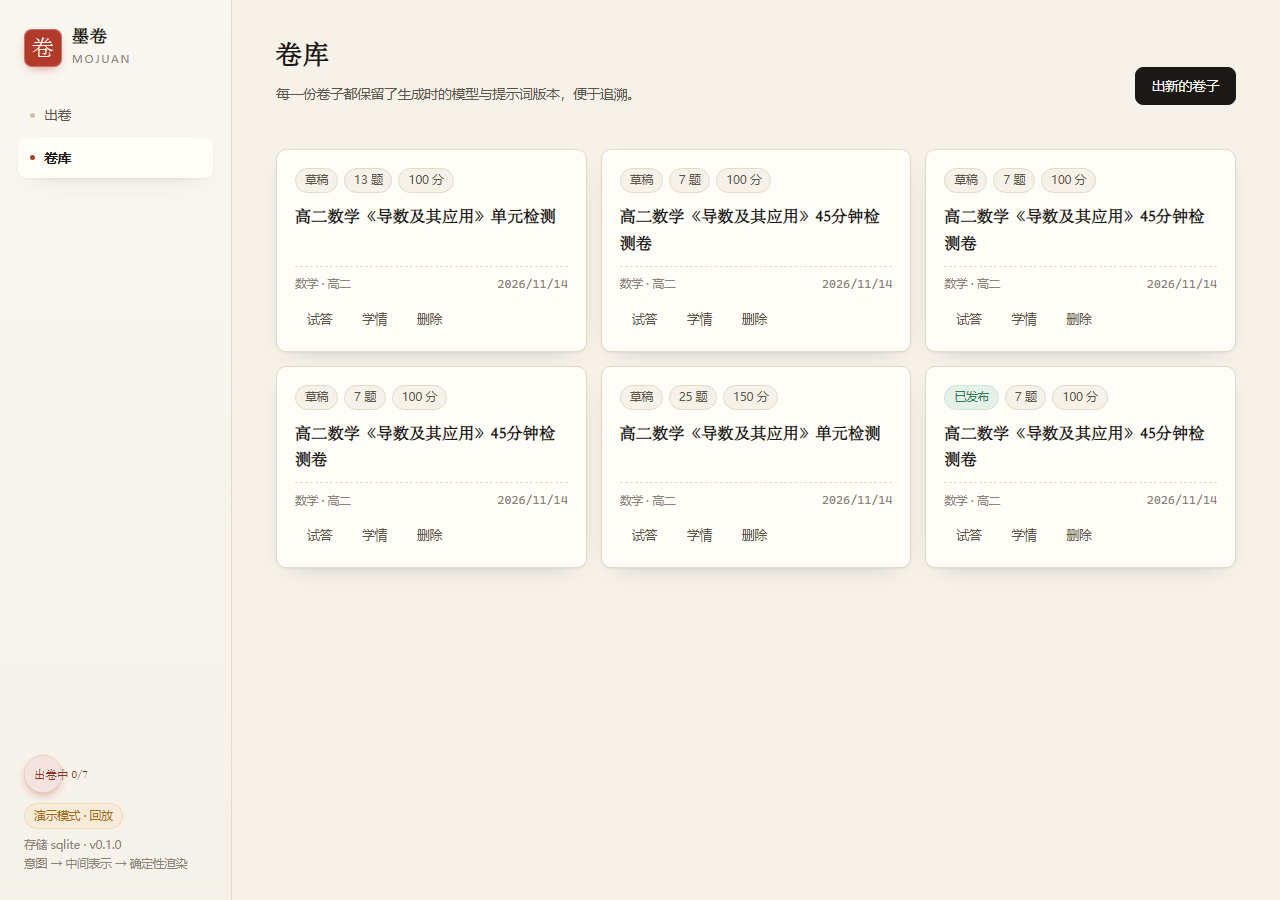 卷
墨卷
MOJUAN
出卷
卷库
出卷中 0/7
演示模式 · 回放
存储 sqlite · v0.1.0
意图 → 中间表示 → 确定性渲染
卷库
每一份卷子都保留了生成时的模型与提示词版本，便于追溯。
出新的卷子
草稿 13 题 100 分
高二数学《导数及其应用》单元检测
数学 · 高二 2026/11/14
试答 学情 删除
草稿 7 题 100 分
高二数学《导数及其应用》45分钟检
测卷
数学 · 高二 2026/11/14
试答 学情 删除
草稿 7 题 100 分
高二数学《导数及其应用》45分钟检
测卷
数学 · 高二 2026/11/14
试答 学情 删除
草稿 7 题 100 分
高二数学《导数及其应用》45分钟检
测卷
数学 · 高二 2026/11/14
试答 学情 删除
草稿 25 题 150 分
高二数学《导数及其应用》单元检测
数学 · 高二 2026/11/14
试答 学情 删除
已发布 7 题 100 分
高二数学《导数及其应用》45分钟检
测卷
数学 · 高二 2026/11/14
试答 学情 删除